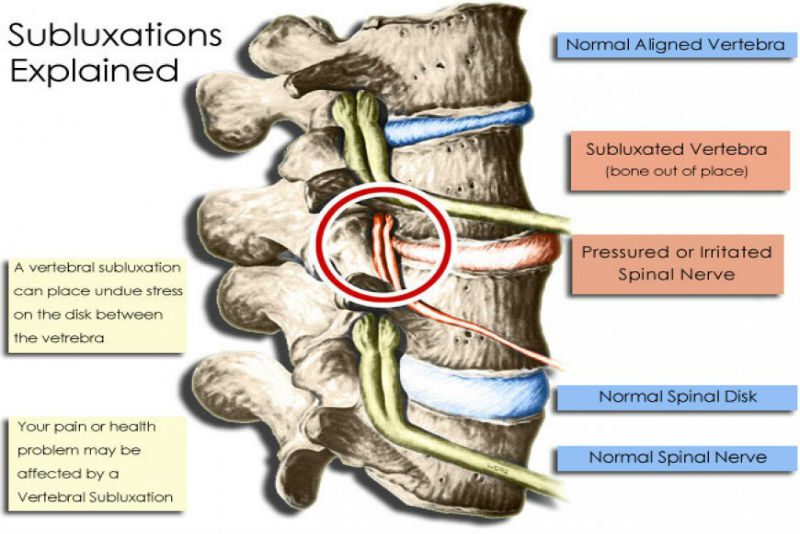 Subluxations
Explained
Normal Aligned Vertebra
Subluxated Vertebra
(bone out of place)
Pressured or Irritated
Spinal Nerve
A vertebral subluxation
can place undue stress
on the disk between
the vetrebra
Normal Spinal Disk
Your pain or health
problem may be
affected by a
Vertebral Subluxation
Normal Spinal Nerve